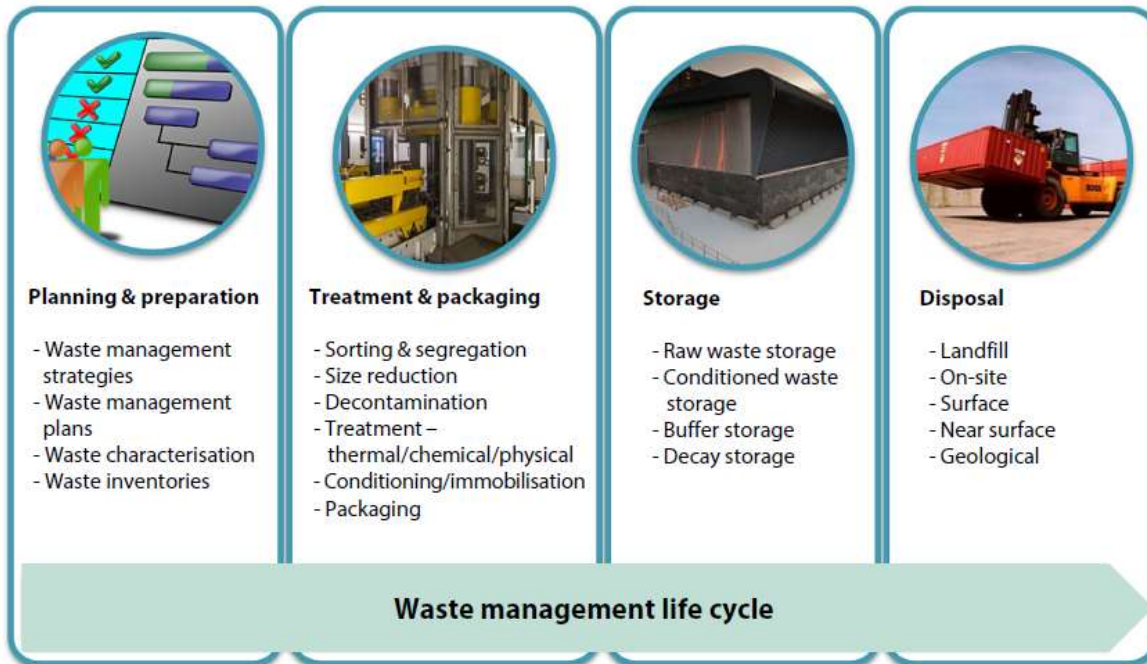 Planning & preparation
- Waste management
strategies
- Waste management
plans
- Waste characterisation
- Waste inventories
Treatment & packaging
- Sorting & segregation
- Size reduction
- Decontamination
- Treatment –
thermal/chemical/physical
- Conditioning/immobilisation
- Packaging
Storage
- Raw waste storage
- Conditioned waste
storage
- Buffer storage
- Decay storage
Disposal
- Landfill
- On-site
- Surface
- Near surface
- Geological
Waste management life cycle